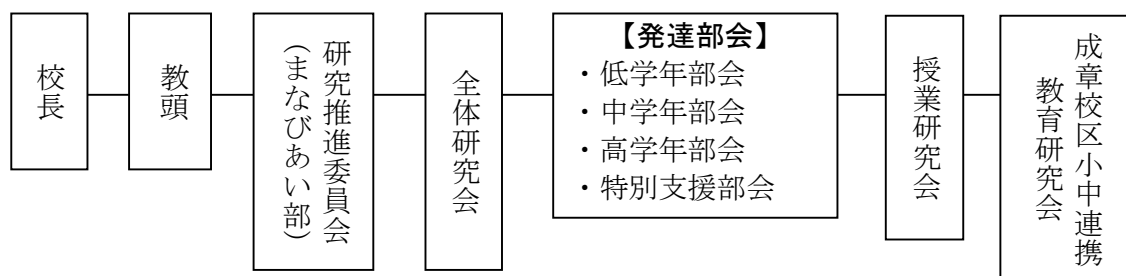 校長
教頭
研究推進委員会
(まなびあい部)
全体研究会
【発達部会】
・低学年部会
・中学年部会
・高学年部会
・特別支援部会
授業研究会
成章校区小中連携
教育研究会